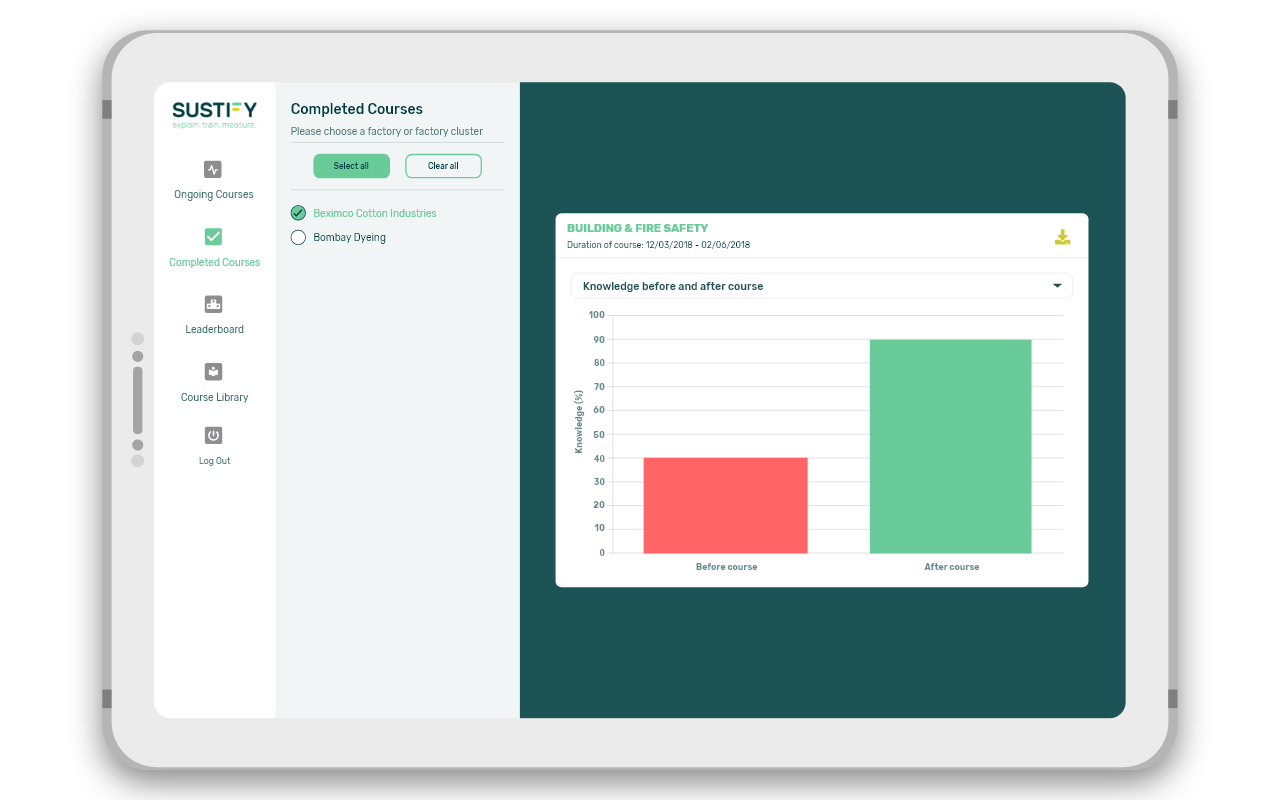 SUSTIFY
explain. train. measure.
Ongoing Courses
Completed Courses
Leaderboard
Course Library
Log Out
Completed Courses
Please choose a factory or factory cluster
Select all
Clear all
Beximco Cotton Industries
Bombay Dyeing
BUILDING & FIRE SAFETY
Duration of course: 12/03/2018 - 02/06/2018
Knowledge before and after course
Knowledge (%)
100
90
80
70
60
50
40
30
20
10
0
Before course
After course